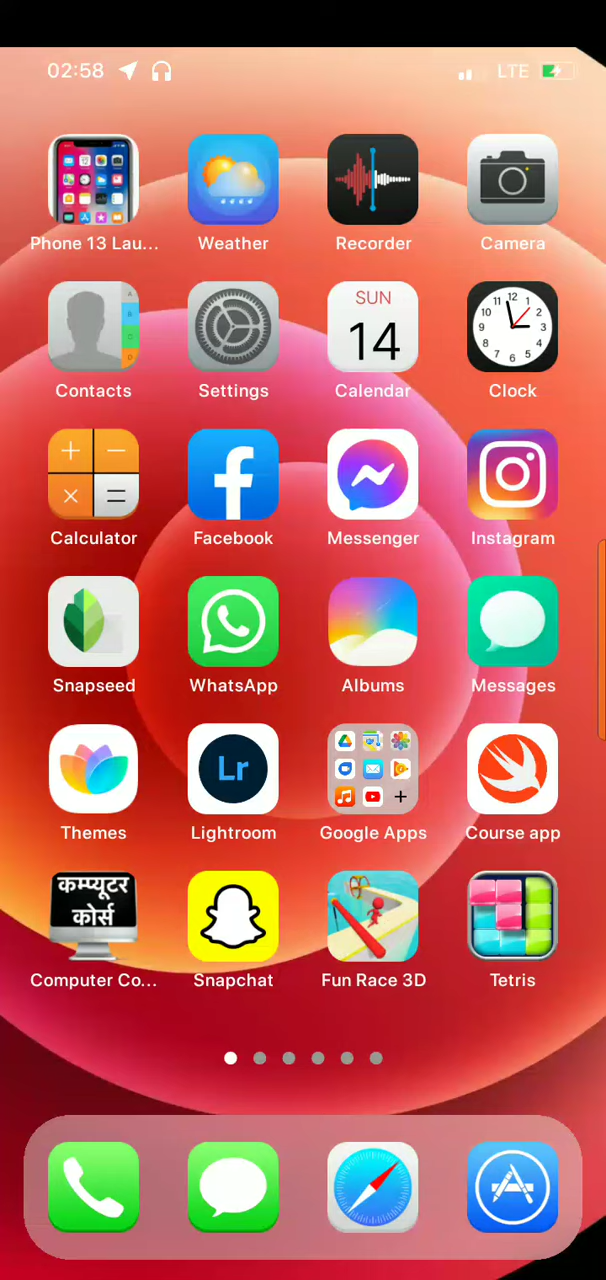 02:58 LTE
Phone 13 Lau... Weather Recorder Camera
SUN
14
Contacts Settings Calendar Clock
Calculator Facebook Messenger Instagram
Snapseed WhatsApp Albums Messages
Lr
Themes Lightroom Google Apps Course app
कम्प्यूटर
कोर्स
Computer Co... Snapchat Fun Race 3D Tetris